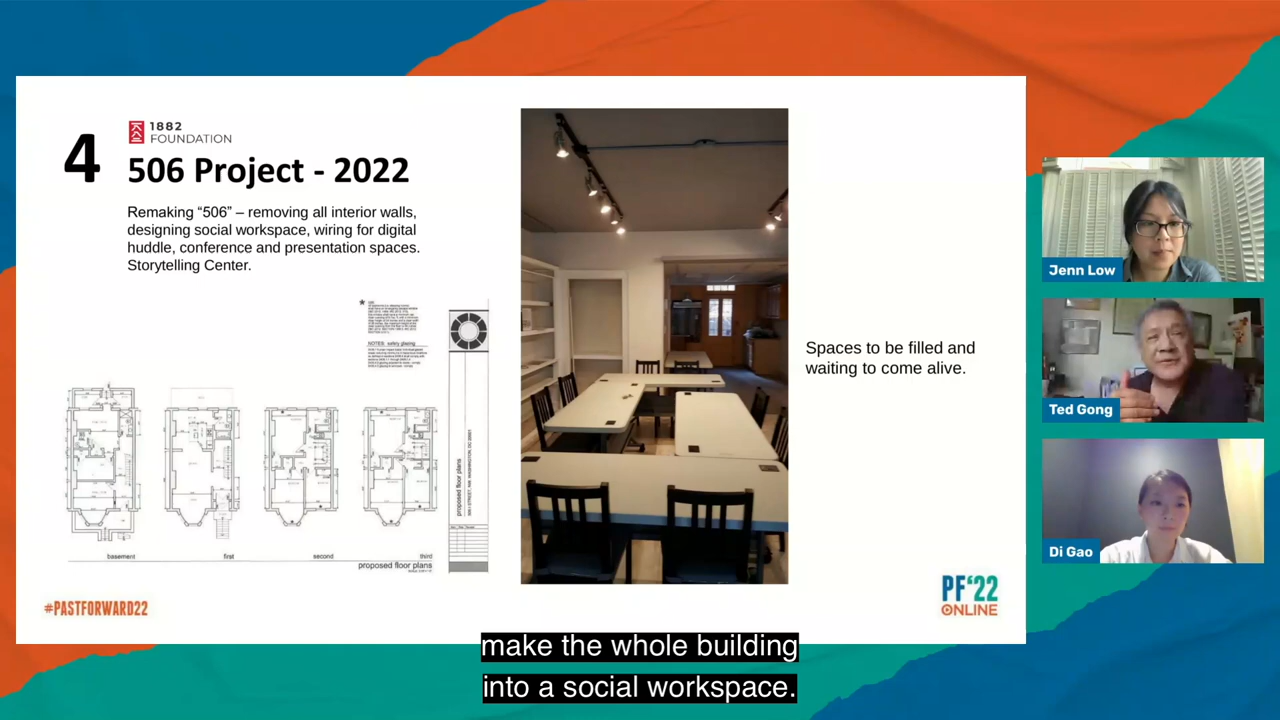 4
1882
FOUNDATION
506 Project - 2022
Remaking “506” – removing all interior walls,
designing social workspace, wiring for digital
huddle, conference and presentation spaces.
Storytelling Center.
NOTES: safety glazing
proposed floor plans
basement
first
second
third
proposed floor plans
Spaces to be filled and
waiting to come alive.
#PASTFORWARD22
PF‘22
ONLINE
Jenn Low
Ted Gong
Di Gao
make the whole building
into a social workspace.